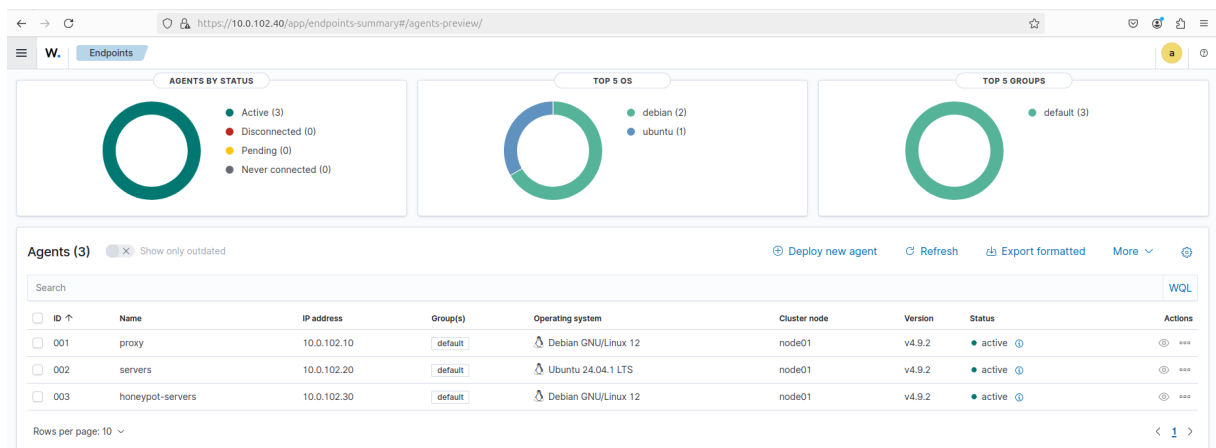 https://10.0.102.40/app/endpoints-summary#/agents-preview/
W. Endpoints a
AGENTS BY STATUS
Active (3)
Disconnected (0)
Pending (0)
Never connected (0)
TOP 5 OS
debian (2)
ubuntu (1)
TOP 5 GROUPS
default (3)
Agents (3) Show only outdated Deploy new agent Refresh Export formatted More
Search WQL
ID Name IP address Group(s) Operating system Cluster node Version Status Actions
001 proxy 10.0.102.10 default Debian GNU/Linux 12 node01 v4.9.2 active
002 servers 10.0.102.20 default Ubuntu 24.04.1 LTS node01 v4.9.2 active
003 honeypot-servers 10.0.102.30 default Debian GNU/Linux 12 node01 v4.9.2 active
Rows per page: 10 1